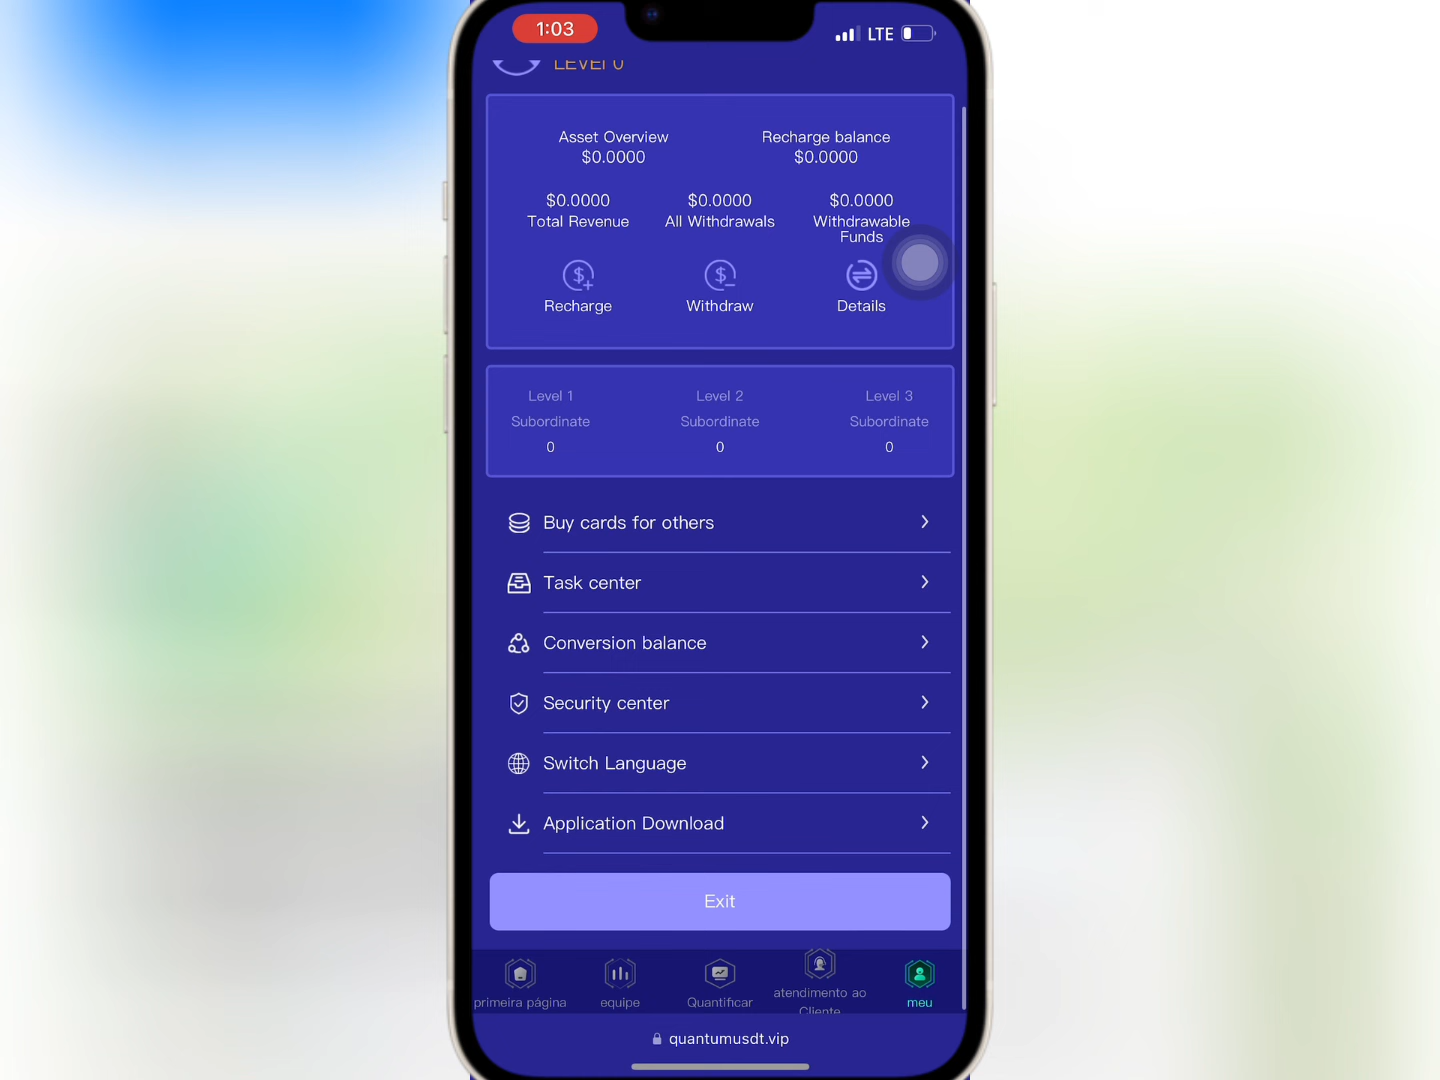 1:03
LTE
LEVEl 0
Asset Overview
Recharge balance
$0.0000
$0.0000
$0.0000
$0.0000
$0.0000
Total Revenue
All Withdrawals
Withdrawable
Funds
Recharge
Withdraw
Details
Level 1
Level 2
Level 3
Subordinate
Subordinate
Subordinate
0
0
0
Buy cards for others
Task center
Conversion balance
Security center
Switch Language
Application Download
Exit
primeira página
equipe
Quantificar
atendimento ao
Cliente
meu
quantumusdt.vip